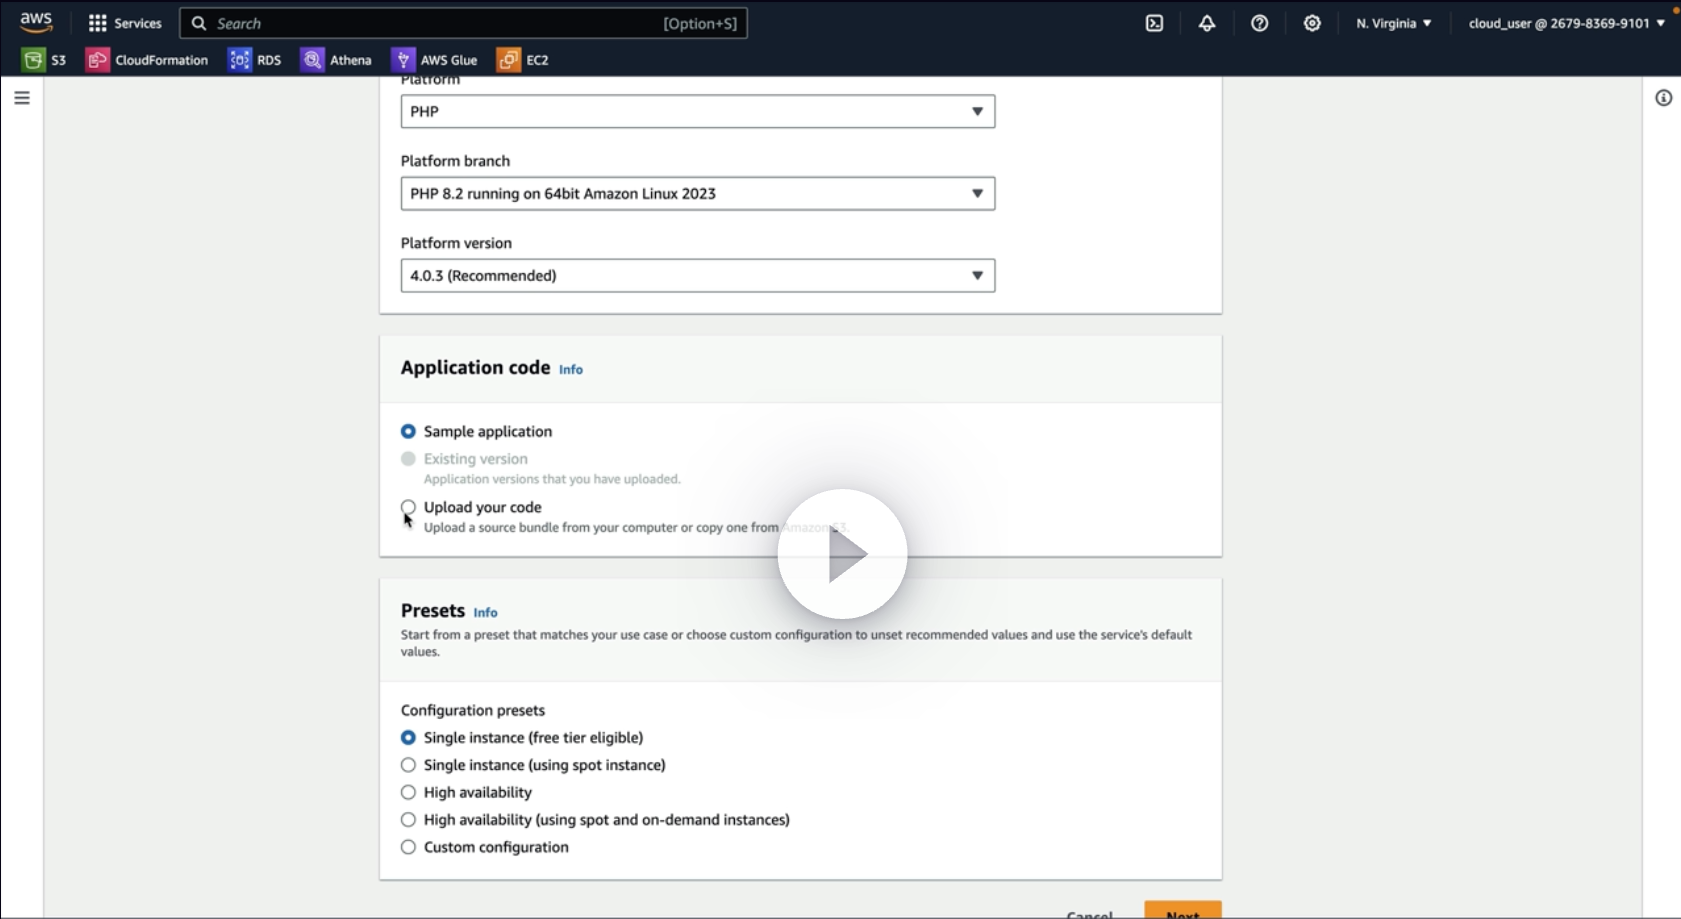 aws
Services
Search
[Option+S]
N. Virginia
cloud_user @ 2679-8369-9101
S3
CloudFormation
RDS
Athena
AWS Glue
EC2
Platform
PHP
Platform branch
PHP 8.2 running on 64bit Amazon Linux 2023
Platform version
4.0.3 (Recommended)
Application code Info
Sample application
Existing version
Application versions that you have uploaded.
Upload your code
Upload a source bundle from your computer or copy one from Amazon S3.
Presets Info
Start from a preset that matches your use case or choose custom configuration to unset recommended values and use the service's default
values.
Configuration presets
Single instance (free tier eligible)
Single instance (using spot instance)
High availability
High availability (using spot and on-demand instances)
Custom configuration
Cancel
Next